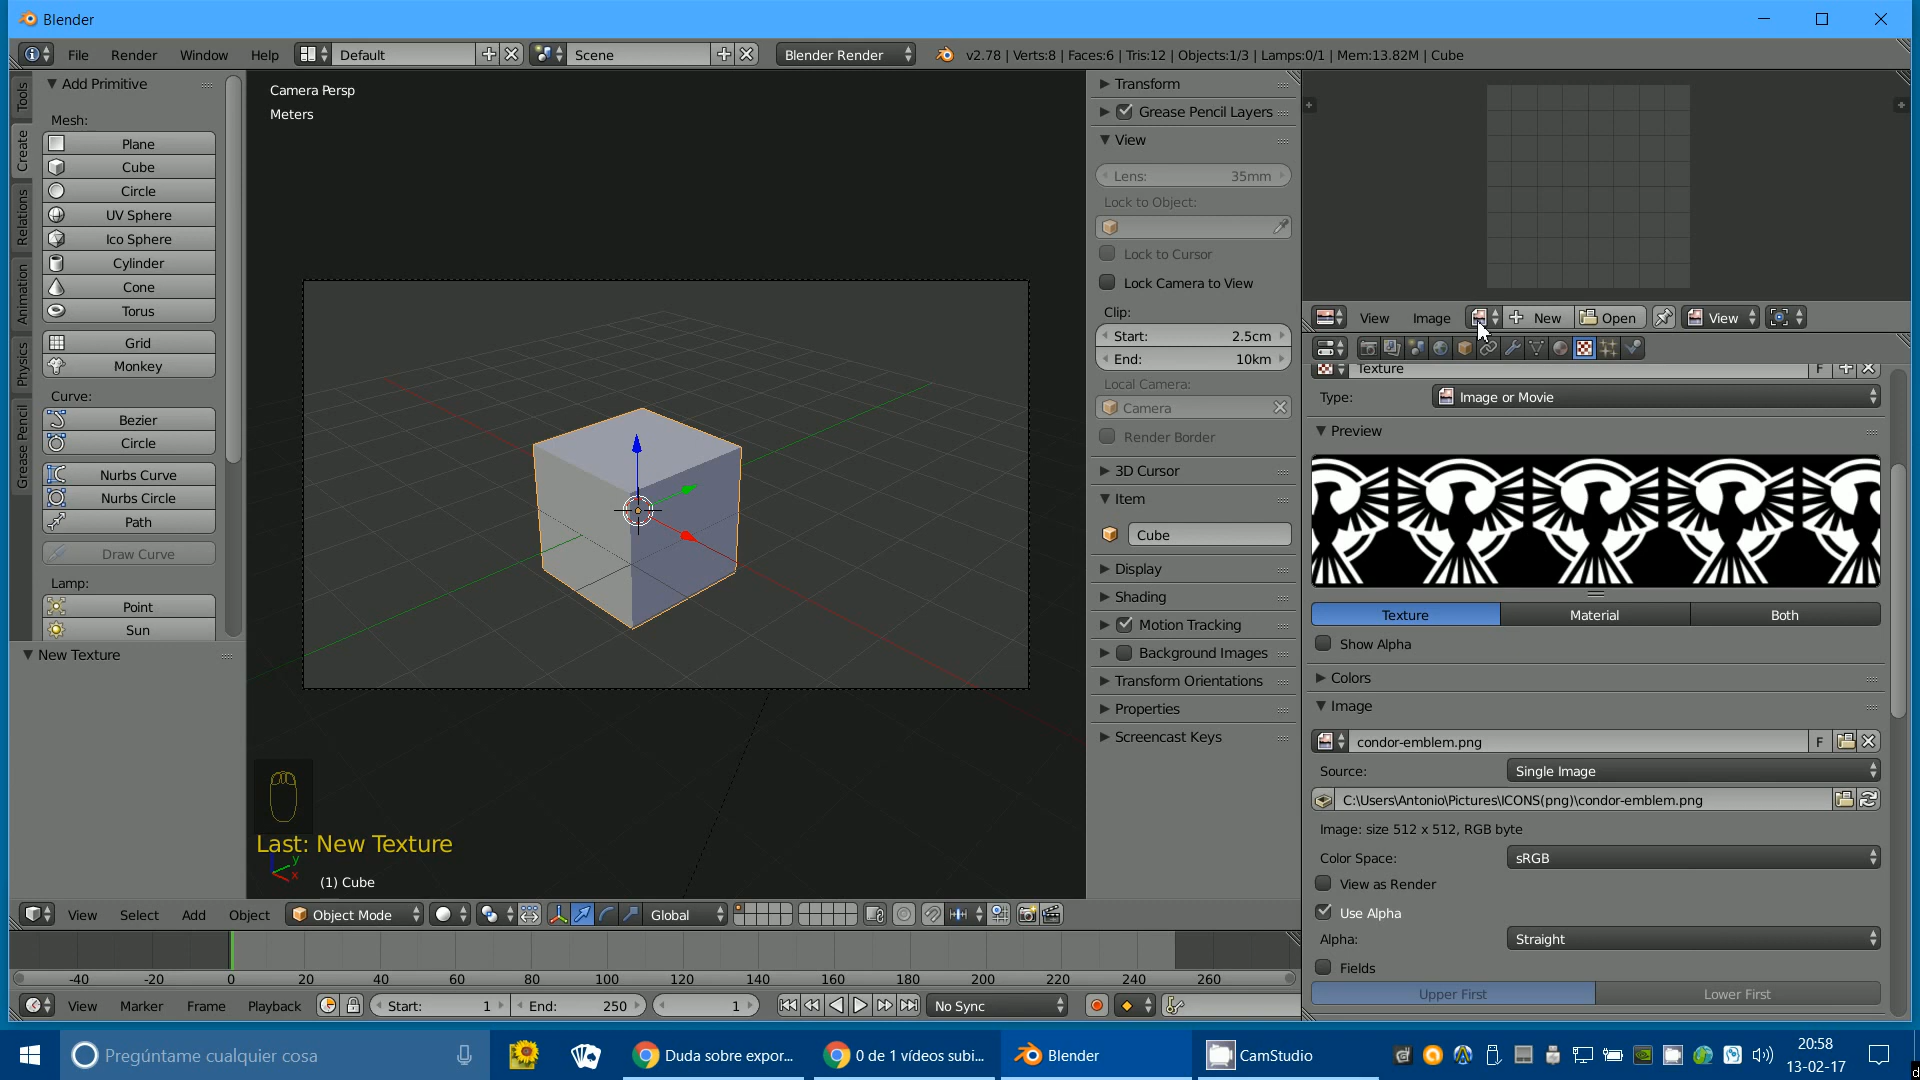 Blender
File Render Window Help Default Scene Blender Render v2.78 | Verts:8 | Faces:6 | Tris:12 | Objects:1/3 | Lamps:0/1 | Mem:13.82M | Cube
Tools
Create
Relations
Animation
Physics
Grease Pencil
Add Primitive
Mesh:
Plane
Cube
Circle
UV Sphere
Ico Sphere
Cylinder
Cone
Torus
Grid
Monkey
Curve:
Bezier
Circle
Nurbs Curve
Nurbs Circle
Path
Draw Curve
Lamp:
Point
Sun
New Texture
Camera Persp
Meters
Last: New Texture
y
x
(1) Cube
Transform
Grease Pencil Layers
View
Lens: 35mm
Lock to Object:
Lock to Cursor
Lock Camera to View
Clip:
Start: 2.5cm
End: 10km
Local Camera:
Camera
Render Border
3D Cursor
Item
Cube
Display
Shading
Motion Tracking
Background Images
Transform Orientations
Properties
Screencast Keys
View Image New Open View
Texture F
Type: Image or Movie
Preview
Texture Material Both
Show Alpha
Colors
Image
condor-emblem.png F
Source: Single Image
C:\Users\Antonio\Pictures\ICONS(png)\condor-emblem.png
Image: size 512 x 512, RGB byte
Color Space: sRGB
View as Render
Use Alpha
Alpha: Straight
Fields
Upper First Lower First
View Select Add Object Object Mode Global
-40 -20 0 20 40 60 80 100 120 140 160 180 200 220 240 260
View Marker Frame Playback Start: 1 End: 250 1 No Sync
Pregúntame cualquier cosa Duda sobre expor... 0 de 1 vídeos subi... Blender CamStudio
20:58
13-02-17